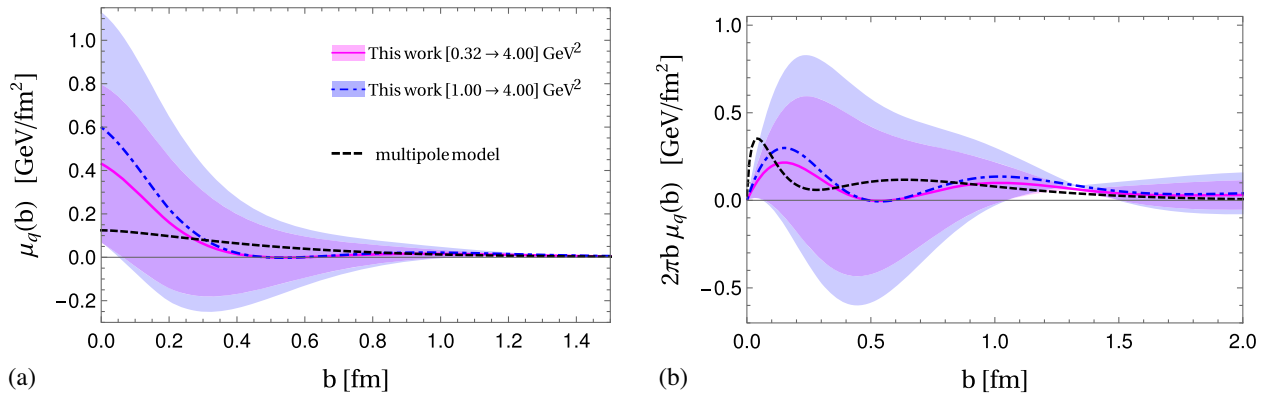 μq(b) [GeV/fm²]
1.0
0.8
0.6
0.4
0.2
0.0
−0.2
This work [0.32 → 4.00] GeV²
This work [1.00 → 4.00] GeV²
multipole model
0.0 0.2 0.4 0.6 0.8 1.0 1.2 1.4
(a)
b [fm]
2πb μq(b) [GeV/fm²]
1.0
0.5
0.0
−0.5
0.0 0.5 1.0 1.5 2.0
(b)
b [fm]